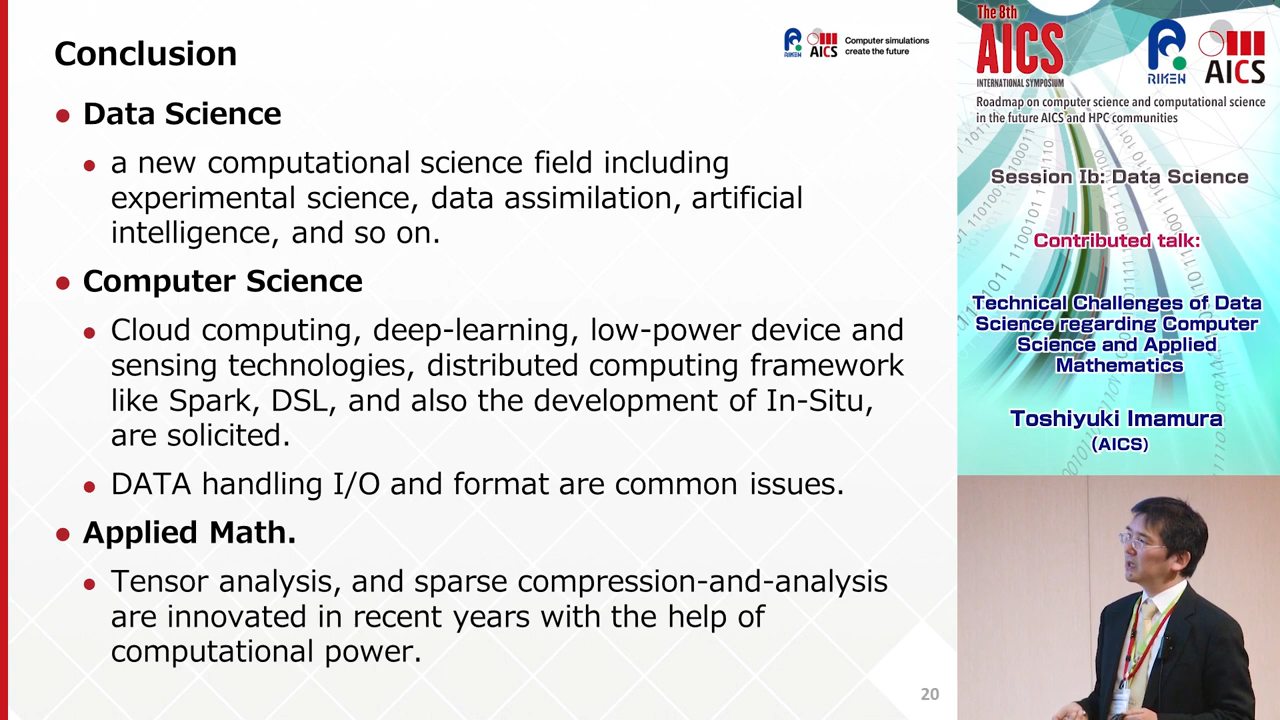 Conclusion
RIKEN AICS Computer simulations
create the future
● Data Science
● a new computational science field including
experimental science, data assimilation, artificial
intelligence, and so on.
● Computer Science
● Cloud computing, deep-learning, low-power device and
sensing technologies, distributed computing framework
like Spark, DSL, and also the development of In-Situ,
are solicited.
● DATA handling I/O and format are common issues.
● Applied Math.
● Tensor analysis, and sparse compression-and-analysis
are innovated in recent years with the help of
computational power.
20
The 8th
AICS
INTERNATIONAL SYMPOSIUM
RIKEN AICS
Roadmap on computer science and computational science
in the future AICS and HPC communities
Session Ib: Data Science
Contributed talk:
Technical Challenges of Data
Science regarding Computer
Science and Applied
Mathematics
Toshiyuki Imamura
(AICS)